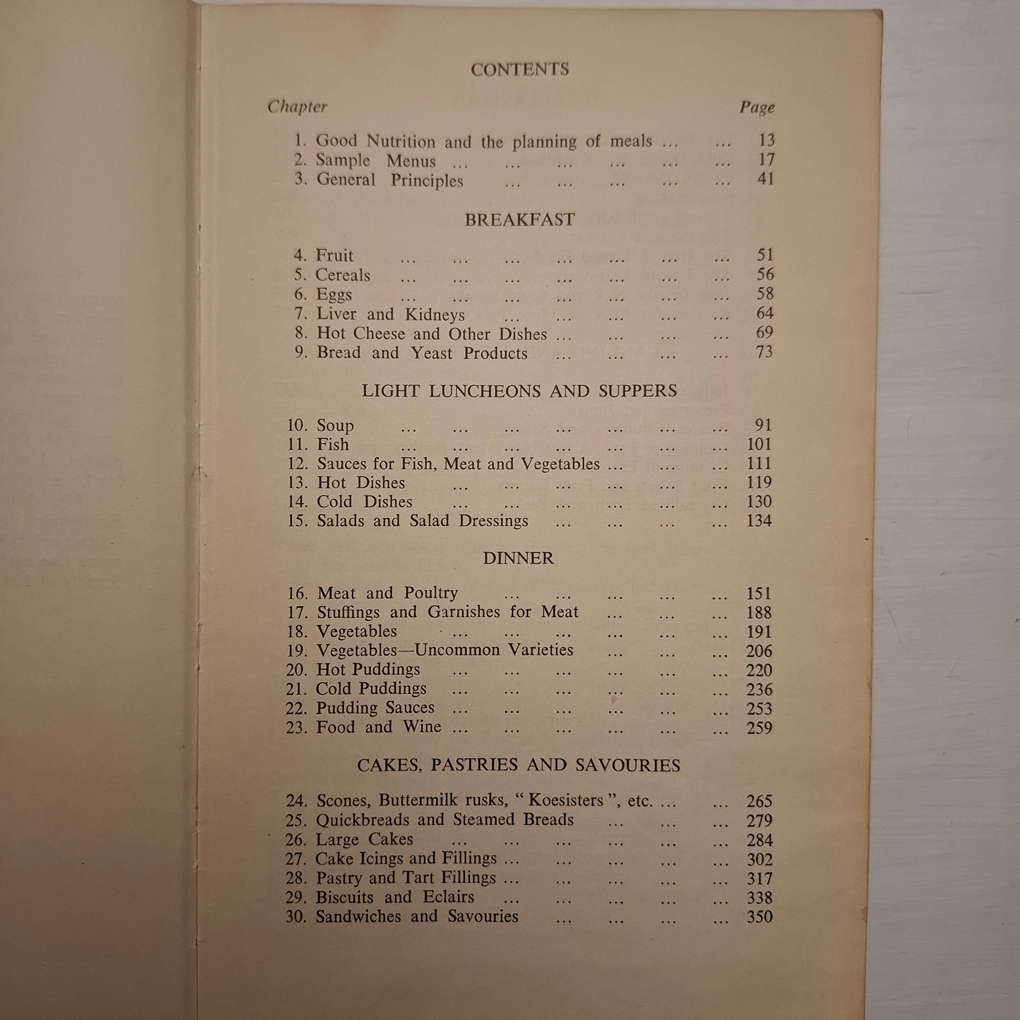 CONTENTS
Chapter Page
1. Good Nutrition and the planning of meals ... ... 13
2. Sample Menus ... ... ... ... ... ... 17
3. General Principles ... ... ... ... ... 41
BREAKFAST
4. Fruit ... ... ... ... ... ... ... 51
5. Cereals ... ... ... ... ... ... ... 56
6. Eggs ... ... ... ... ... ... ... 58
7. Liver and Kidneys ... ... ... ... ... 64
8. Hot Cheese and Other Dishes ... ... ... ... 69
9. Bread and Yeast Products ... ... ... ... 73
LIGHT LUNCHEONS AND SUPPERS
10. Soup ... ... ... ... ... ... ... 91
11. Fish ... ... ... ... ... ... ... 101
12. Sauces for Fish, Meat and Vegetables ... ... ... 111
13. Hot Dishes ... ... ... ... ... ... 119
14. Cold Dishes ... ... ... ... ... ... 130
15. Salads and Salad Dressings ... ... ... ... 134
DINNER
16. Meat and Poultry ... ... ... ... ... 151
17. Stuffings and Garnishes for Meat ... ... ... 188
18. Vegetables ... ... ... ... ... ... 191
19. Vegetables—Uncommon Varieties ... ... ... 206
20. Hot Puddings ... ... ... ... ... ... 220
21. Cold Puddings ... ... ... ... ... ... 236
22. Pudding Sauces ... ... ... ... ... ... 253
23. Food and Wine ... ... ... ... ... ... 259
CAKES, PASTRIES AND SAVOURIES
24. Scones, Buttermilk rusks, “ Koesisters ”, etc. ... ... 265
25. Quickbreads and Steamed Breads ... ... ... 279
26. Large Cakes ... ... ... ... ... ... 284
27. Cake Icings and Fillings ... ... ... ... ... 302
28. Pastry and Tart Fillings ... ... ... ... ... 317
29. Biscuits and Eclairs ... ... ... ... ... 338
30. Sandwiches and Savouries ... ... ... ... 350